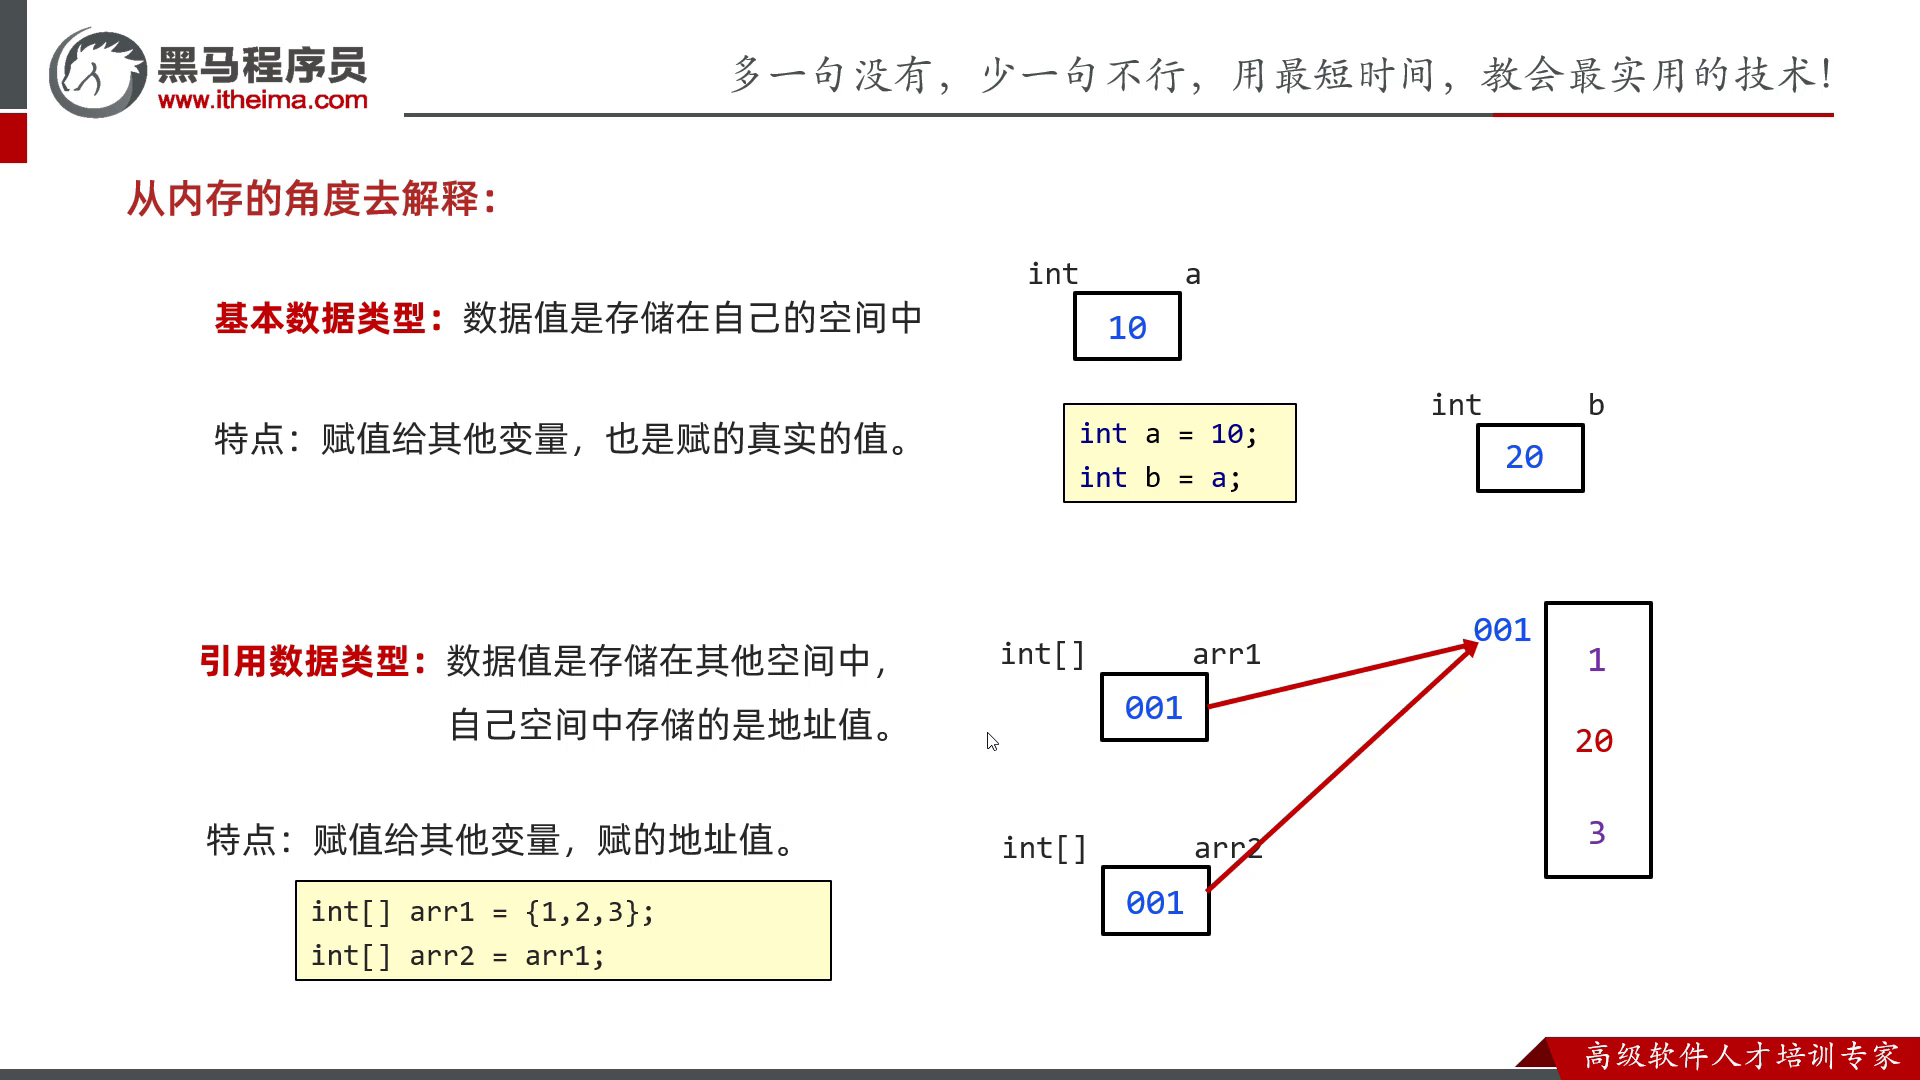 黑马程序员
www.itheima.com
多一句没有，少一句不行，用最短时间，教会最实用的技术！
从内存的角度去解释：
基本数据类型：数据值是存储在自己的空间中
特点：赋值给其他变量，也是赋的真实的值。
int a
10
int a = 10;
int b = a;
int b
20
引用数据类型：数据值是存储在其他空间中，
自己空间中存储的是地址值。
特点：赋值给其他变量，赋的地址值。
int[] arr1 = {1,2,3};
int[] arr2 = arr1;
int[] arr1
001
int[] arr2
001
001
1
20
3
高级软件人才培训专家